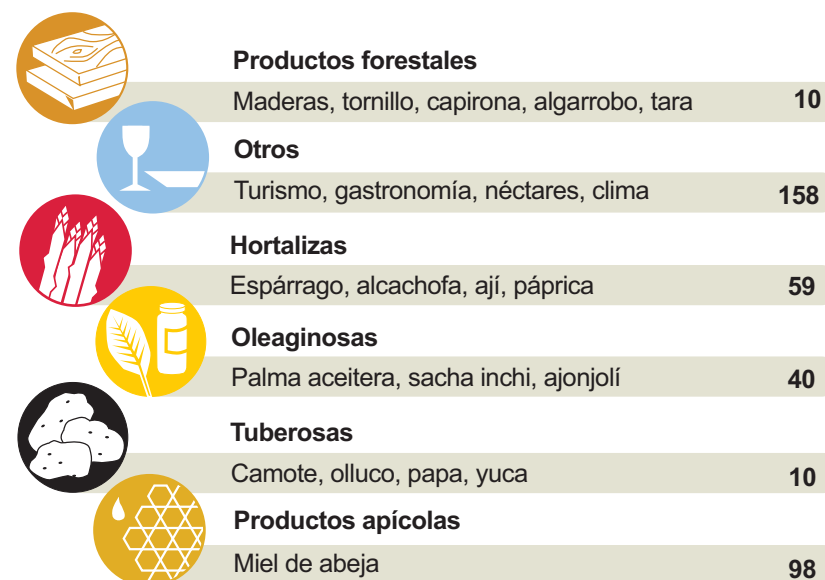 Productos forestales
Maderas, tornillo, capirona, algarrobo, tara 10
Otros
Turismo, gastronomía, néctares, clima 158
Hortalizas
Espárrago, alcachofa, ají, páprica 59
Oleaginosas
Palma aceitera, sacha inchi, ajonjolí 40
Tuberosas
Camote, olluco, papa, yuca 10
Productos apícolas
Miel de abeja 98